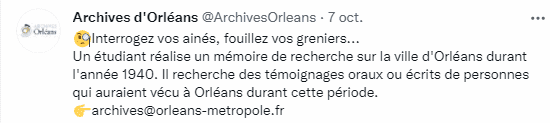 Archives d'Orléans @ArchivesOrleans · 7 oct.
🧐Interrogez vos ainés, fouillez vos greniers...
Un étudiant réalise un mémoire de recherche sur la ville d'Orléans durant
l'année 1940. Il recherche des témoignages oraux ou écrits de personnes
qui auraient vécu à Orléans durant cette période.
👉archives@orleans-metropole.fr
Orléans